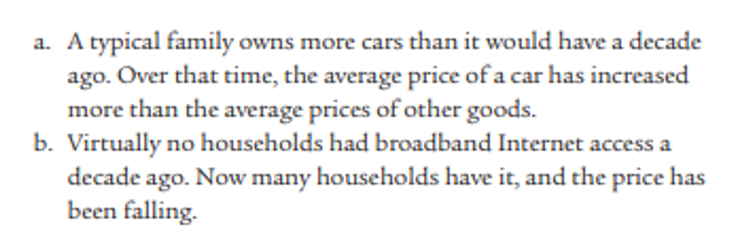 a. A typical family owns more cars than it would have a decade
ago. Over that time, the average price of a car has increased
more than the average prices of other goods.
b. Virtually no households had broadband Internet access a
decade ago. Now many households have it, and the price has
been falling.